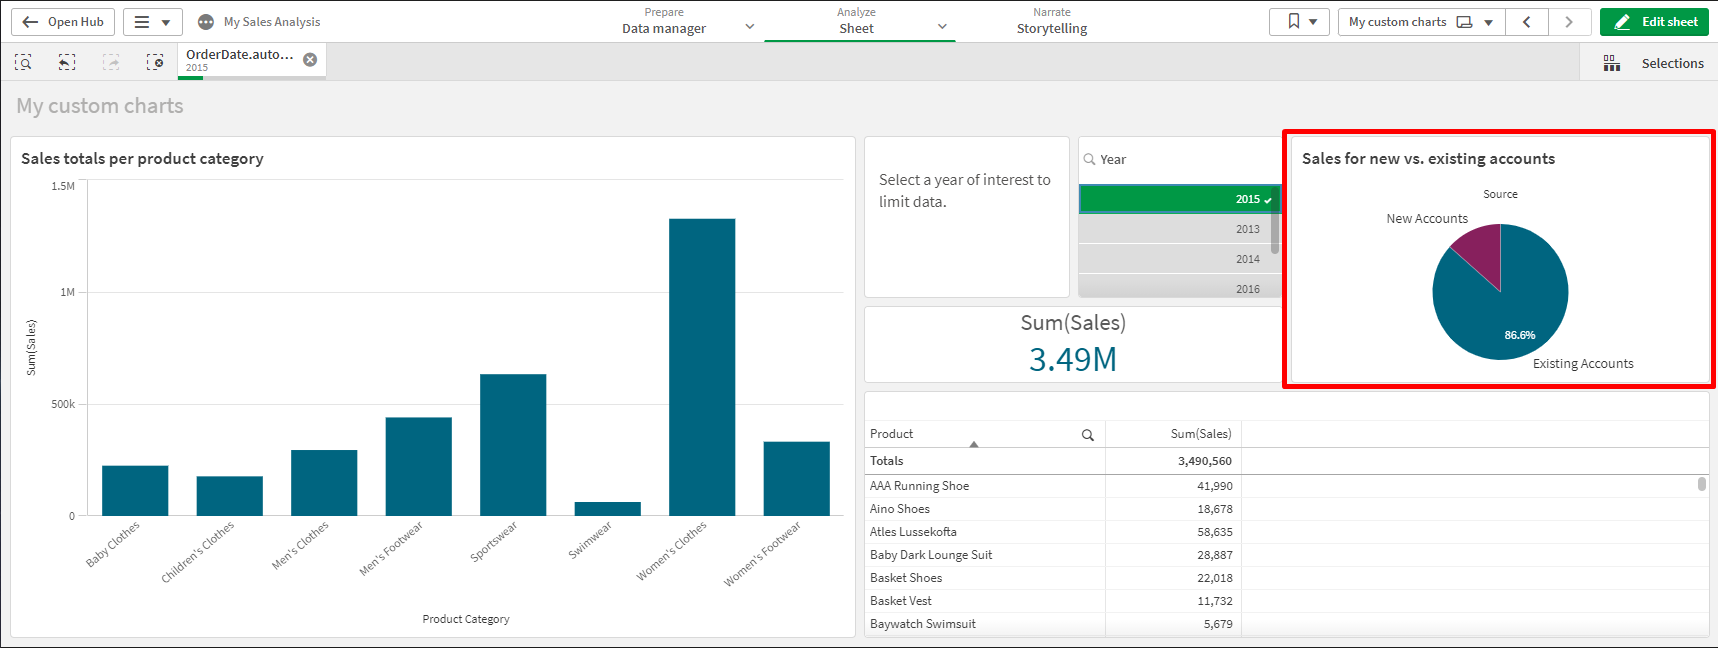 Open Hub
My Sales Analysis
Prepare
Data manager
Analyze
Sheet
Narrate
Storytelling
My custom charts
Edit sheet
OrderDate.auto...
2015
Selections
My custom charts
Sales totals per product category
1.5M
1M
500k
0
Sum(Sales)
Baby Clothes
Children's Clothes
Men's Clothes
Men's Footwear
Sportswear
Swimwear
Women's Clothes
Women's Footwear
Product Category
Select a year of interest to
limit data.
Year
2015
2013
2014
2016
Sum(Sales)
3.49M
Sales for new vs. existing accounts
Source
New Accounts
86.6%
Existing Accounts
Product Sum(Sales)
Totals 3,490,560
AAA Running Shoe 41,990
Aino Shoes 18,678
Atles Lussekofta 58,635
Baby Dark Lounge Suit 28,887
Basket Shoes 22,018
Basket Vest 11,732
Baywatch Swimsuit 5,679